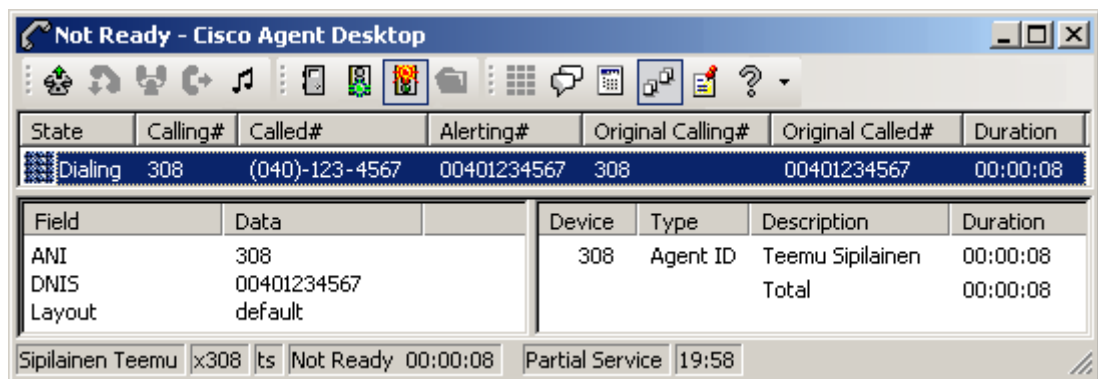 Not Ready - Cisco Agent Desktop
State Calling# Called# Alerting# Original Calling# Original Called# Duration
Dialing 308 (040)-123-4567 00401234567 308 00401234567 00:00:08
Field Data Device Type Description Duration
ANI 308 308 Agent ID Teemu Sipilainen 00:00:08
DNIS 00401234567 Total 00:00:08
Layout default
Sipilainen Teemu x308 ts Not Ready 00:00:08 Partial Service 19:58